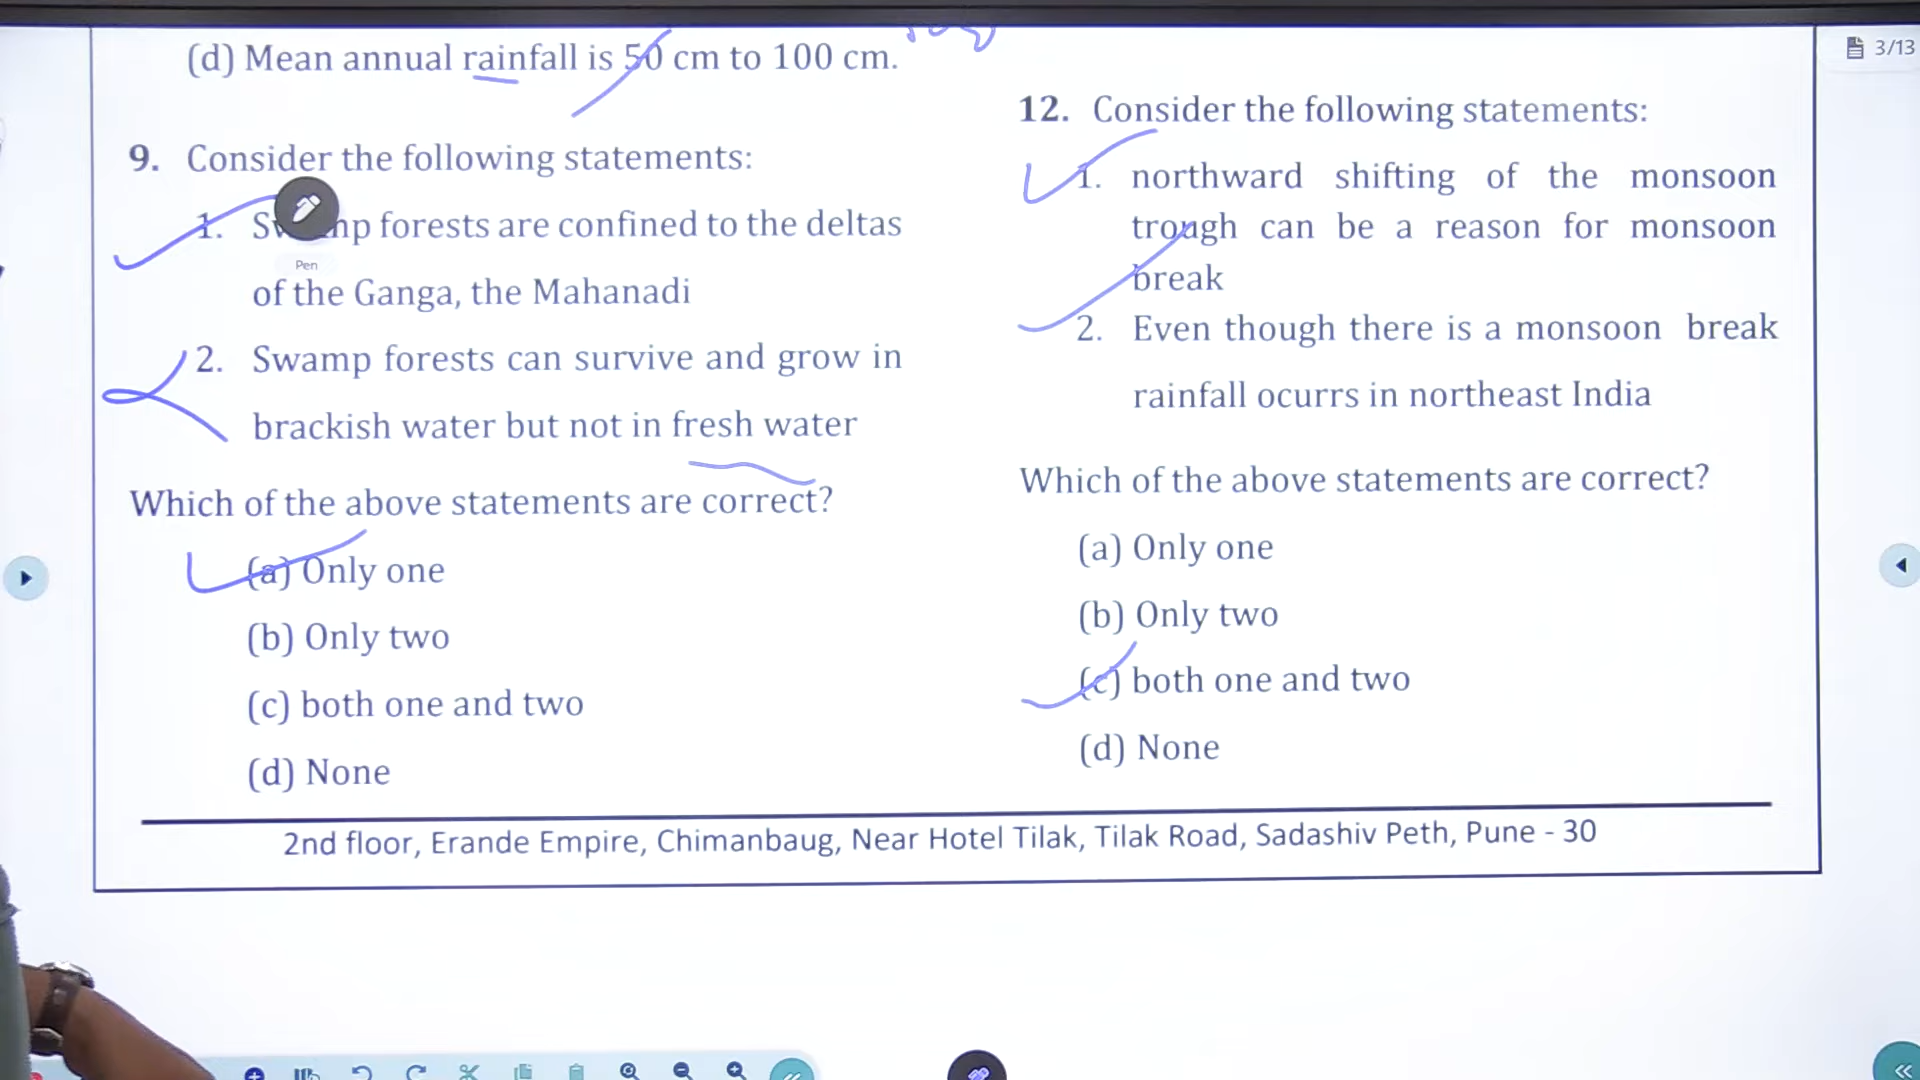 (d) Mean annual rainfall is 50 cm to 100 cm.
9. Consider the following statements:
1. Swamp forests are confined to the deltas
of the Ganga, the Mahanadi
2. Swamp forests can survive and grow in
brackish water but not in fresh water
Which of the above statements are correct?
(a) Only one
(b) Only two
(c) both one and two
(d) None
12. Consider the following statements:
1. northward shifting of the monsoon
trough can be a reason for monsoon
break
2. Even though there is a monsoon break
rainfall ocurrs in northeast India
Which of the above statements are correct?
(a) Only one
(b) Only two
(c) both one and two
(d) None
2nd floor, Erande Empire, Chimanbaug, Near Hotel Tilak, Tilak Road, Sadashiv Peth, Pune - 30
Pen
3/13